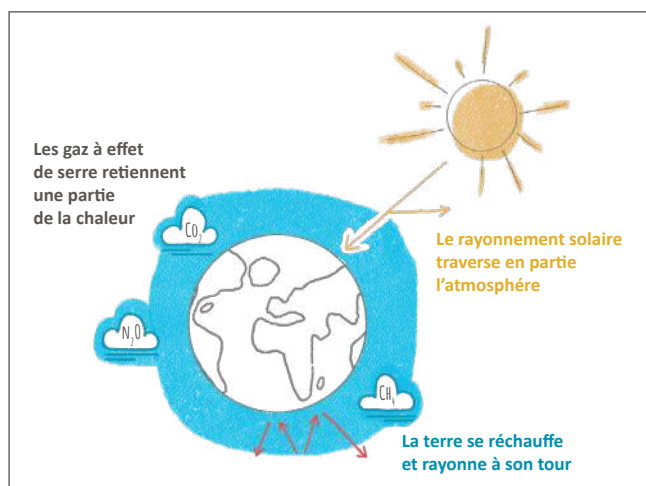 Les gaz à effet
de serre retiennent
une partie
de la chaleur
CO₂
Le rayonnement solaire
traverse en partie
l'atmosphére
N₂O
CH₄
La terre se réchauffe
et rayonne à son tour